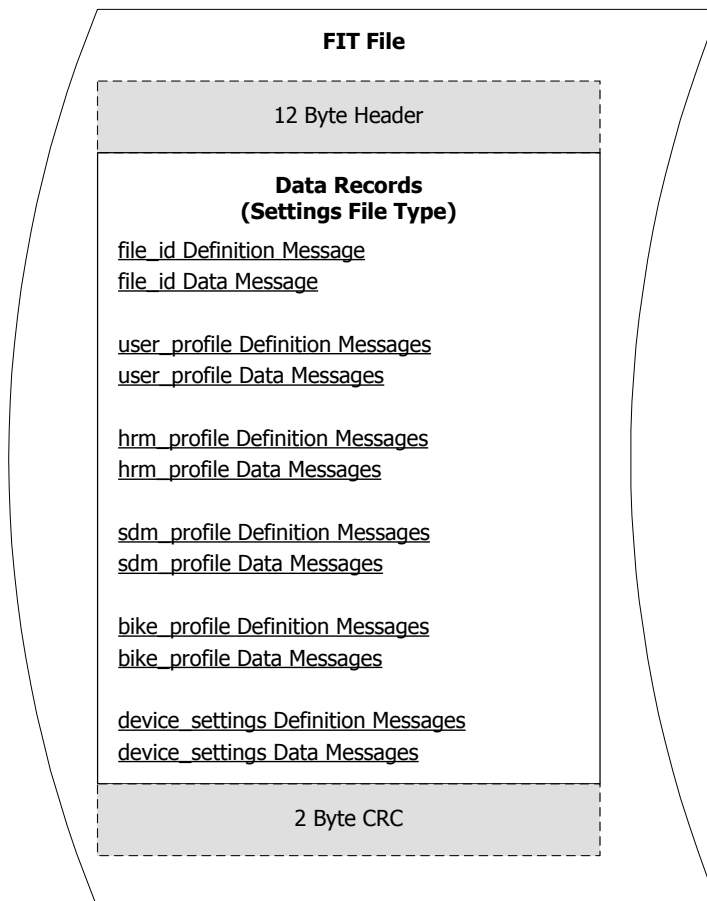 FIT File
12 Byte Header
Data Records
(Settings File Type)
file_id Definition Message
file_id Data Message
user_profile Definition Messages
user_profile Data Messages
hrm_profile Definition Messages
hrm_profile Data Messages
sdm_profile Definition Messages
sdm_profile Data Messages
bike_profile Definition Messages
bike_profile Data Messages
device_settings Definition Messages
device_settings Data Messages
2 Byte CRC